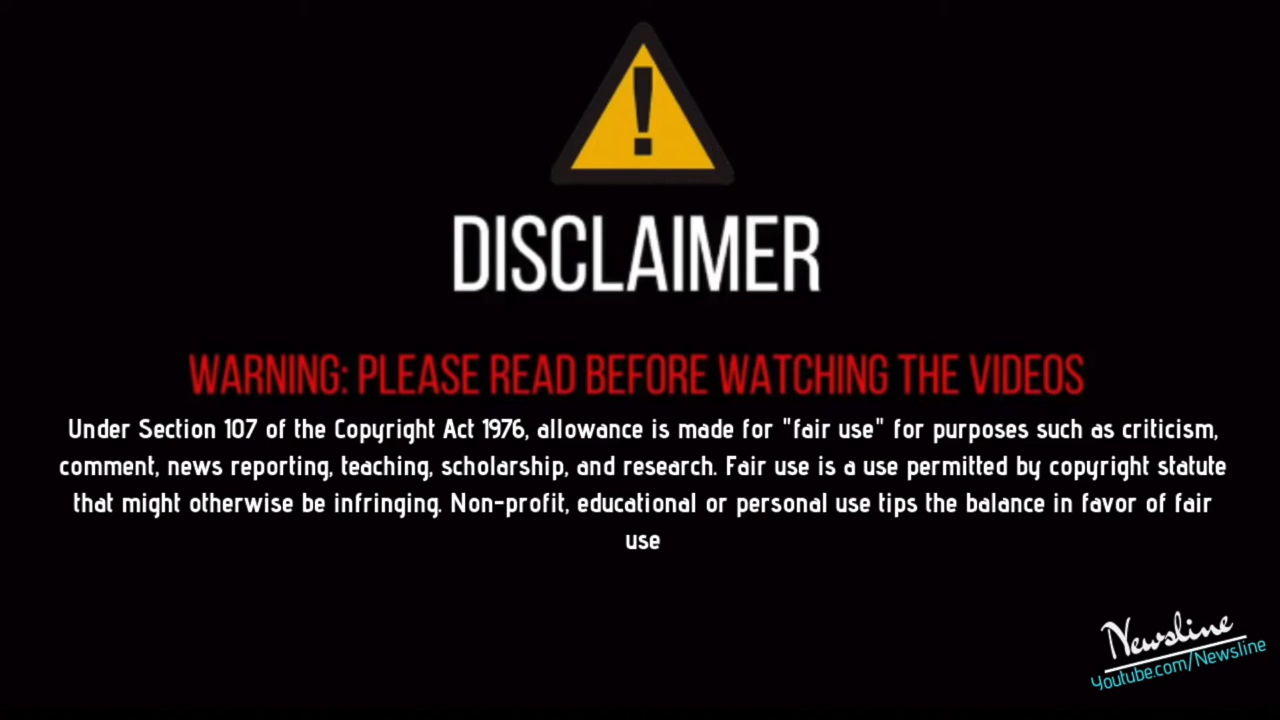 !
DISCLAIMER
WARNING: PLEASE READ BEFORE WATCHING THE VIDEOS
Under Section 107 of the Copyright Act 1976, allowance is made for "fair use" for purposes such as criticism,
comment, news reporting, teaching, scholarship, and research. Fair use is a use permitted by copyright statute
that might otherwise be infringing. Non-profit, educational or personal use tips the balance in favor of fair
use
Newsline
Youtube.com/Newsline